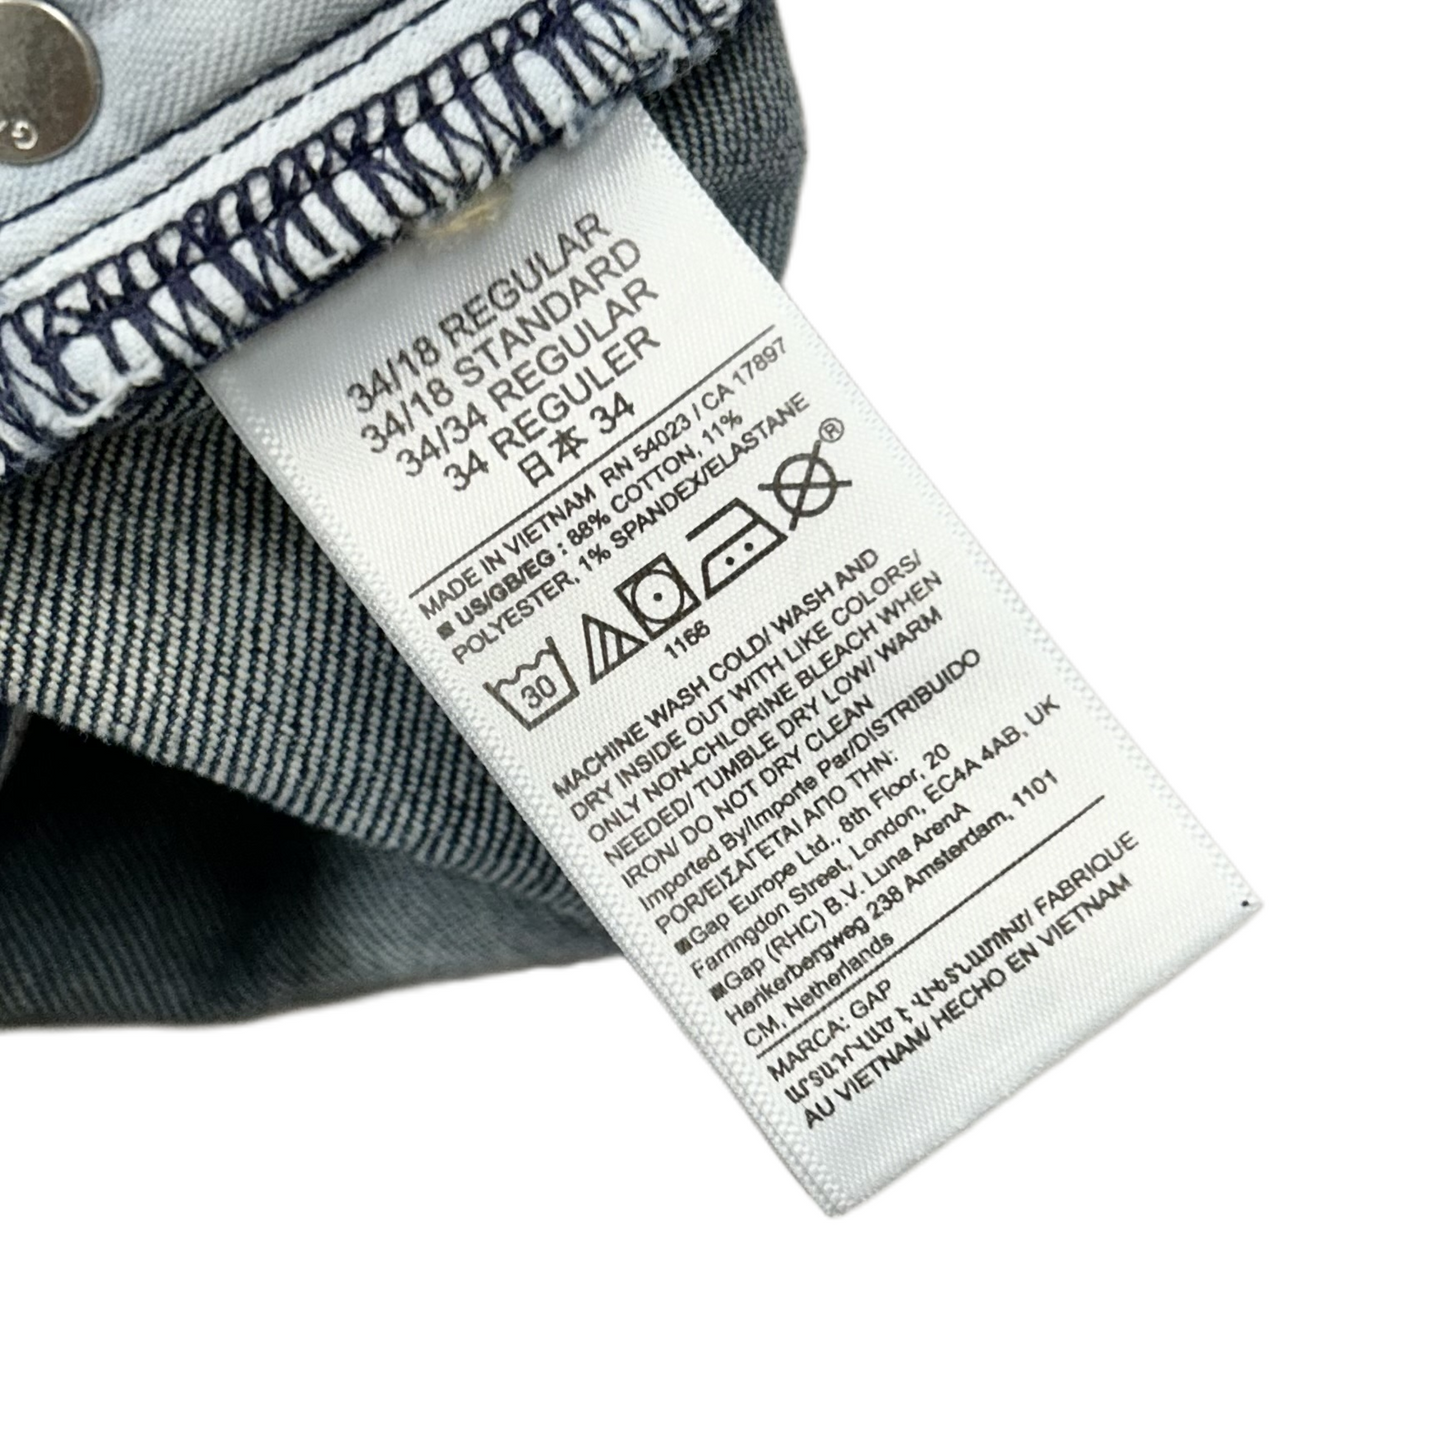 34/18 REGULAR
34/18 STANDARD
34/34 REGULAR
34 REGULER
日本 34
MADE IN VIETNAM RN 54023 / CA 17897
■ US/GB/EG : 88% COTTON, 11%
POLYESTER, 1% SPANDEX/ELASTANE
®
30
1166
MACHINE WASH COLD/ WASH AND
DRY INSIDE OUT WITH LIKE COLORS/
ONLY NON-CHLORINE BLEACH WHEN
NEEDED/ TUMBLE DRY LOW/ WARM
IRON/ DO NOT DRY CLEAN
Imported By/Importe Par/DISTRIBUIDO
POR/ΕΙΣΑΓΕΤΑΙ ΑΠΟ ΤΗΝ:
■Gap Europe Ltd., 8th Floor, 20
Farringdon Street, London, EC4A 4AB, UK
■Gap (RHC) B.V. Luna ArenA
Herikerbergweg 238 Amsterdam, 1101
CM, Netherlands
MARCA: GAP
ԱՐՏԱԴՐՎԱԾ Է ՎԻԵՏՆԱՄՈՒՄ/ FABRIQUE
AU VIETNAM/ HECHO EN VIETNAM